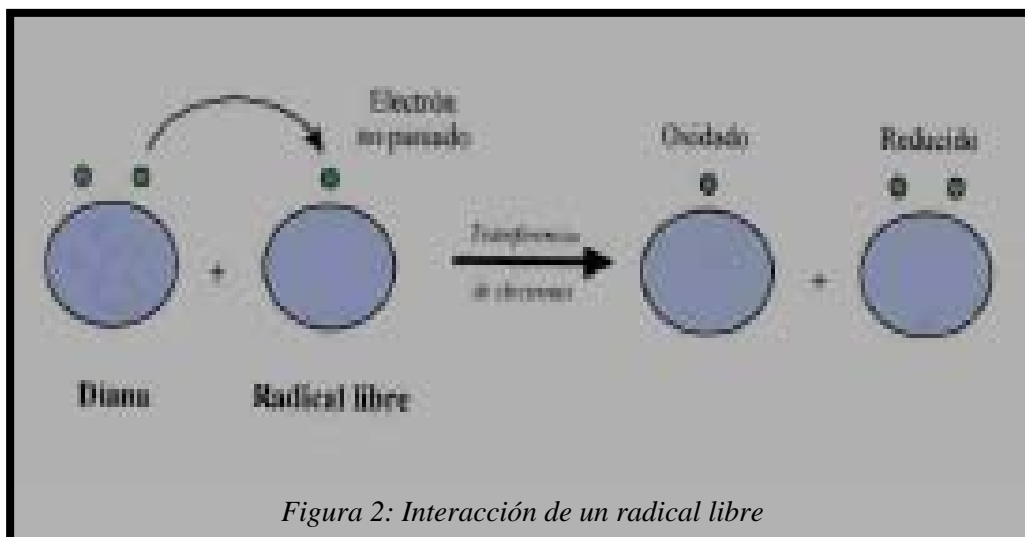 Electrón
no pareado
Oxidado
Reducido
+
Transferencia
de electrones
+
Diana
Radical libre
Figura 2: Interacción de un radical libre